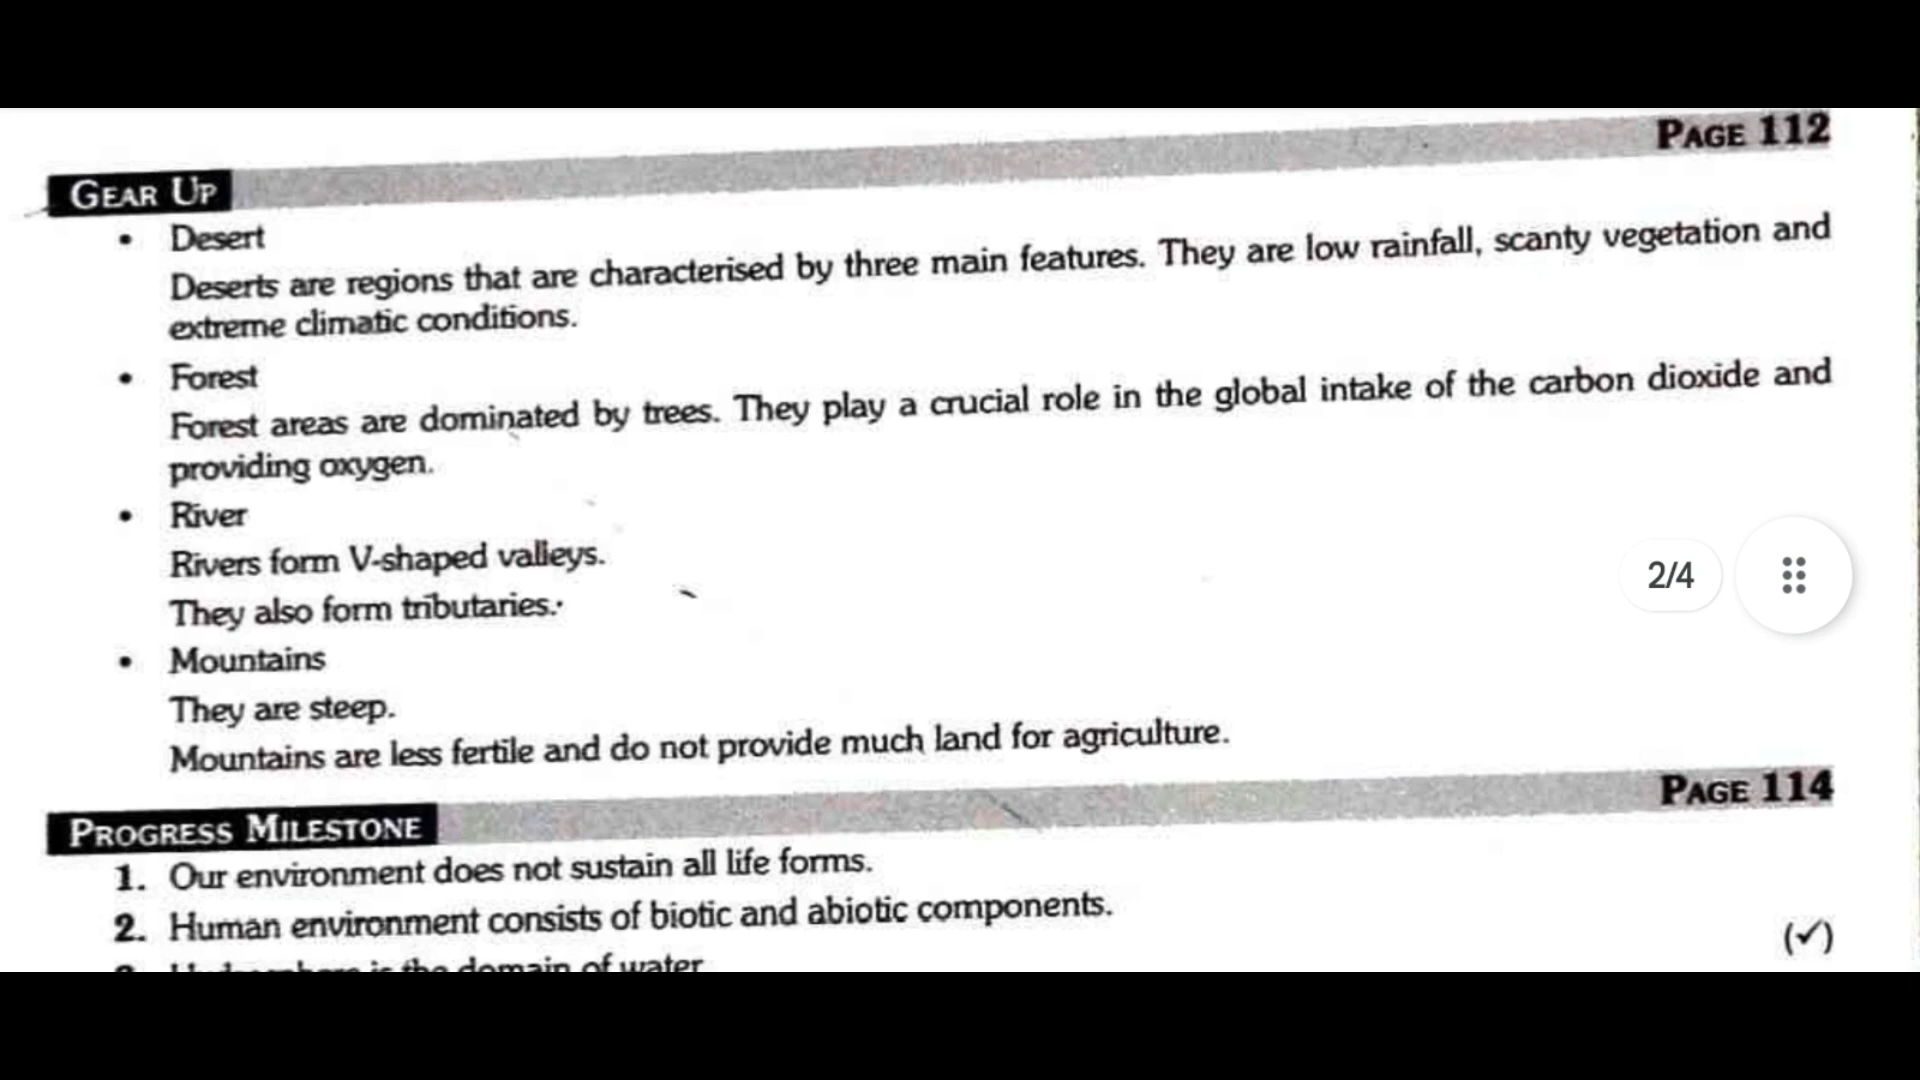 PAGE 112
GEAR UP
• Desert
Deserts are regions that are characterised by three main features. They are low rainfall, scanty vegetation and
extreme climatic conditions.
• Forest
Forest areas are dominated by trees. They play a crucial role in the global intake of the carbon dioxide and
providing oxygen.
• River
Rivers form V-shaped valleys.
They also form tributaries.
2/4
• Mountains
They are steep.
Mountains are less fertile and do not provide much land for agriculture.
PAGE 114
PROGRESS MILESTONE
1. Our environment does not sustain all life forms.
2. Human environment consists of biotic and abiotic components.
(✓)
is the domain of water